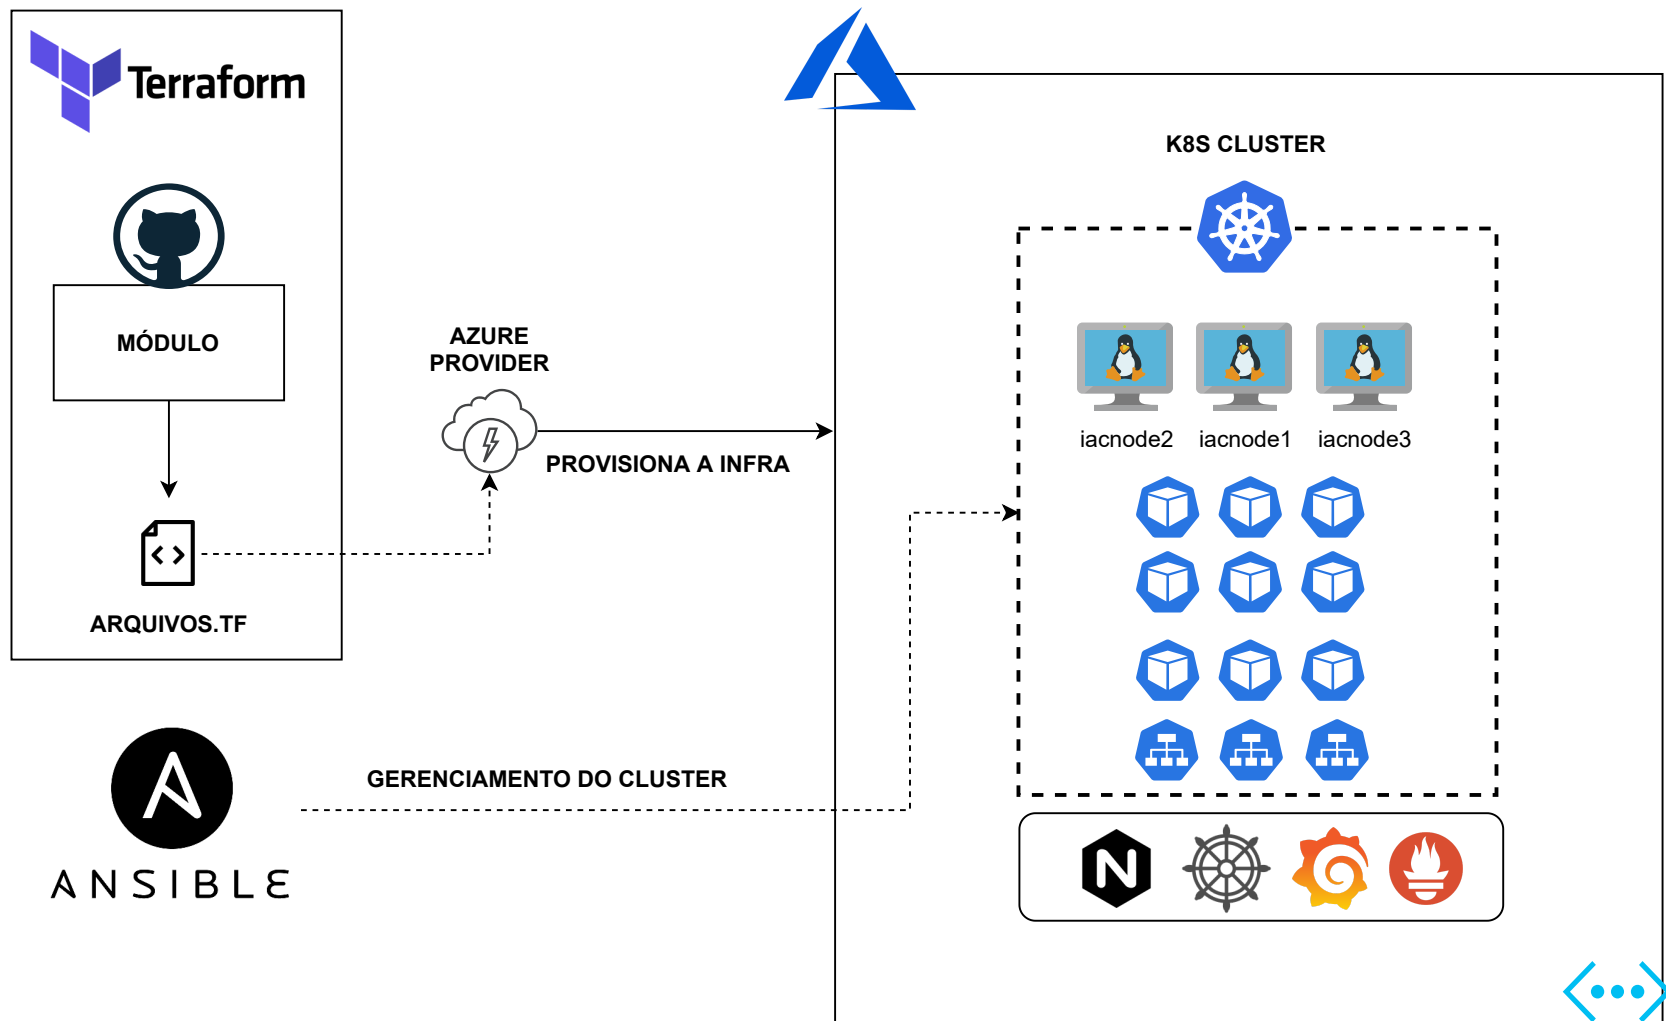 Terraform
MÓDULO
ARQUIVOS.TF
AZURE
PROVIDER
PROVISIONA A INFRA
K8S CLUSTER
iacnode2 iacnode1 iacnode3
GERENCIAMENTO DO CLUSTER
A
ANSIBLE
N